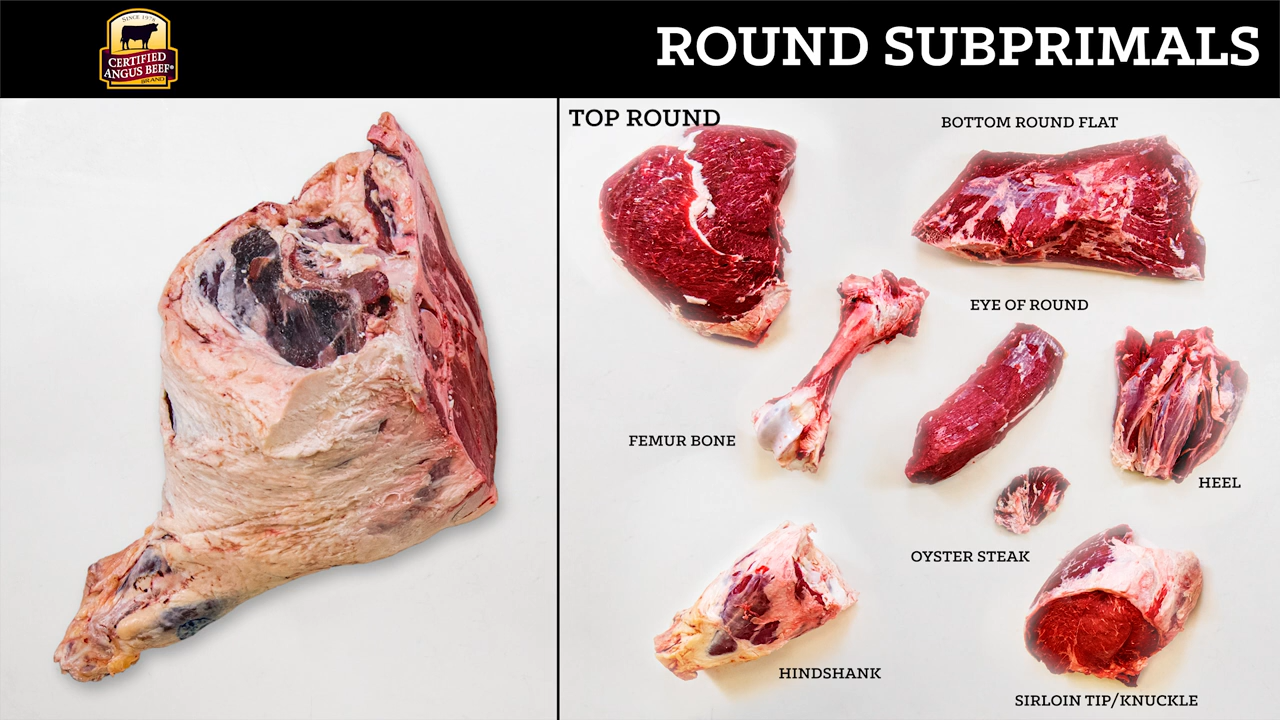 SINCE 1978
CERTIFIED
ANGUS BEEF®
BRAND
ROUND SUBPRIMALS
TOP ROUND
BOTTOM ROUND FLAT
EYE OF ROUND
FEMUR BONE
HEEL
OYSTER STEAK
HINDSHANK
SIRLOIN TIP/KNUCKLE